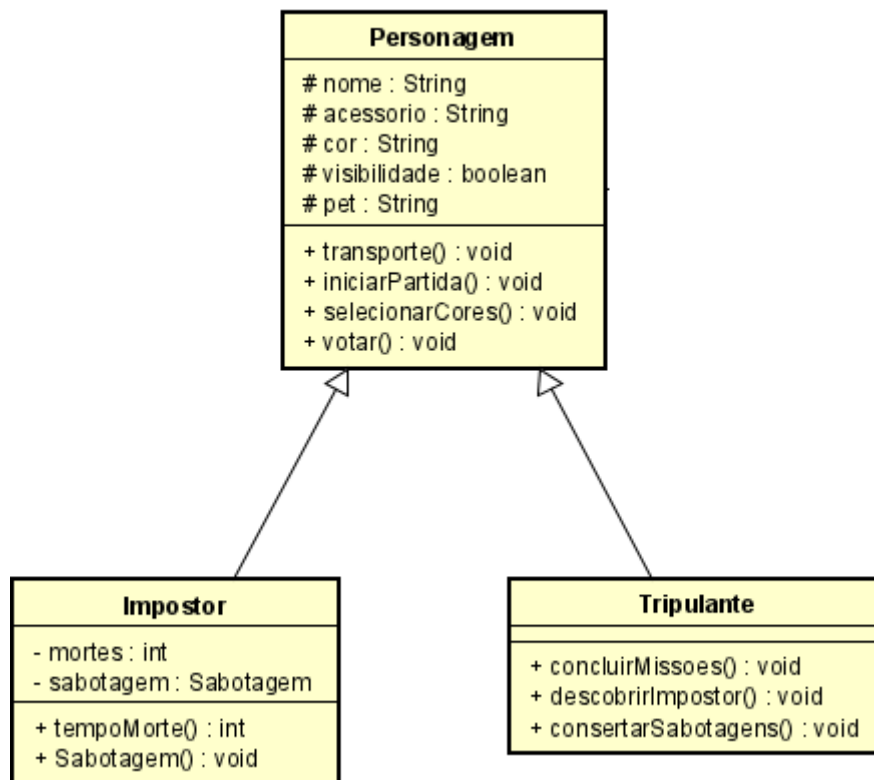 Personagem
# nome : String
# acessorio : String
# cor : String
# visibilidade : boolean
# pet : String
+ transporte() : void
+ iniciarPartida() : void
+ selecionarCores() : void
+ votar() : void
Impostor
- mortes : int
- sabotagem : Sabotagem
+ tempoMorte() : int
+ Sabotagem() : void
Tripulante
+ concluirMissoes() : void
+ descobrirImpostor() : void
+ consertarSabotagens() : void